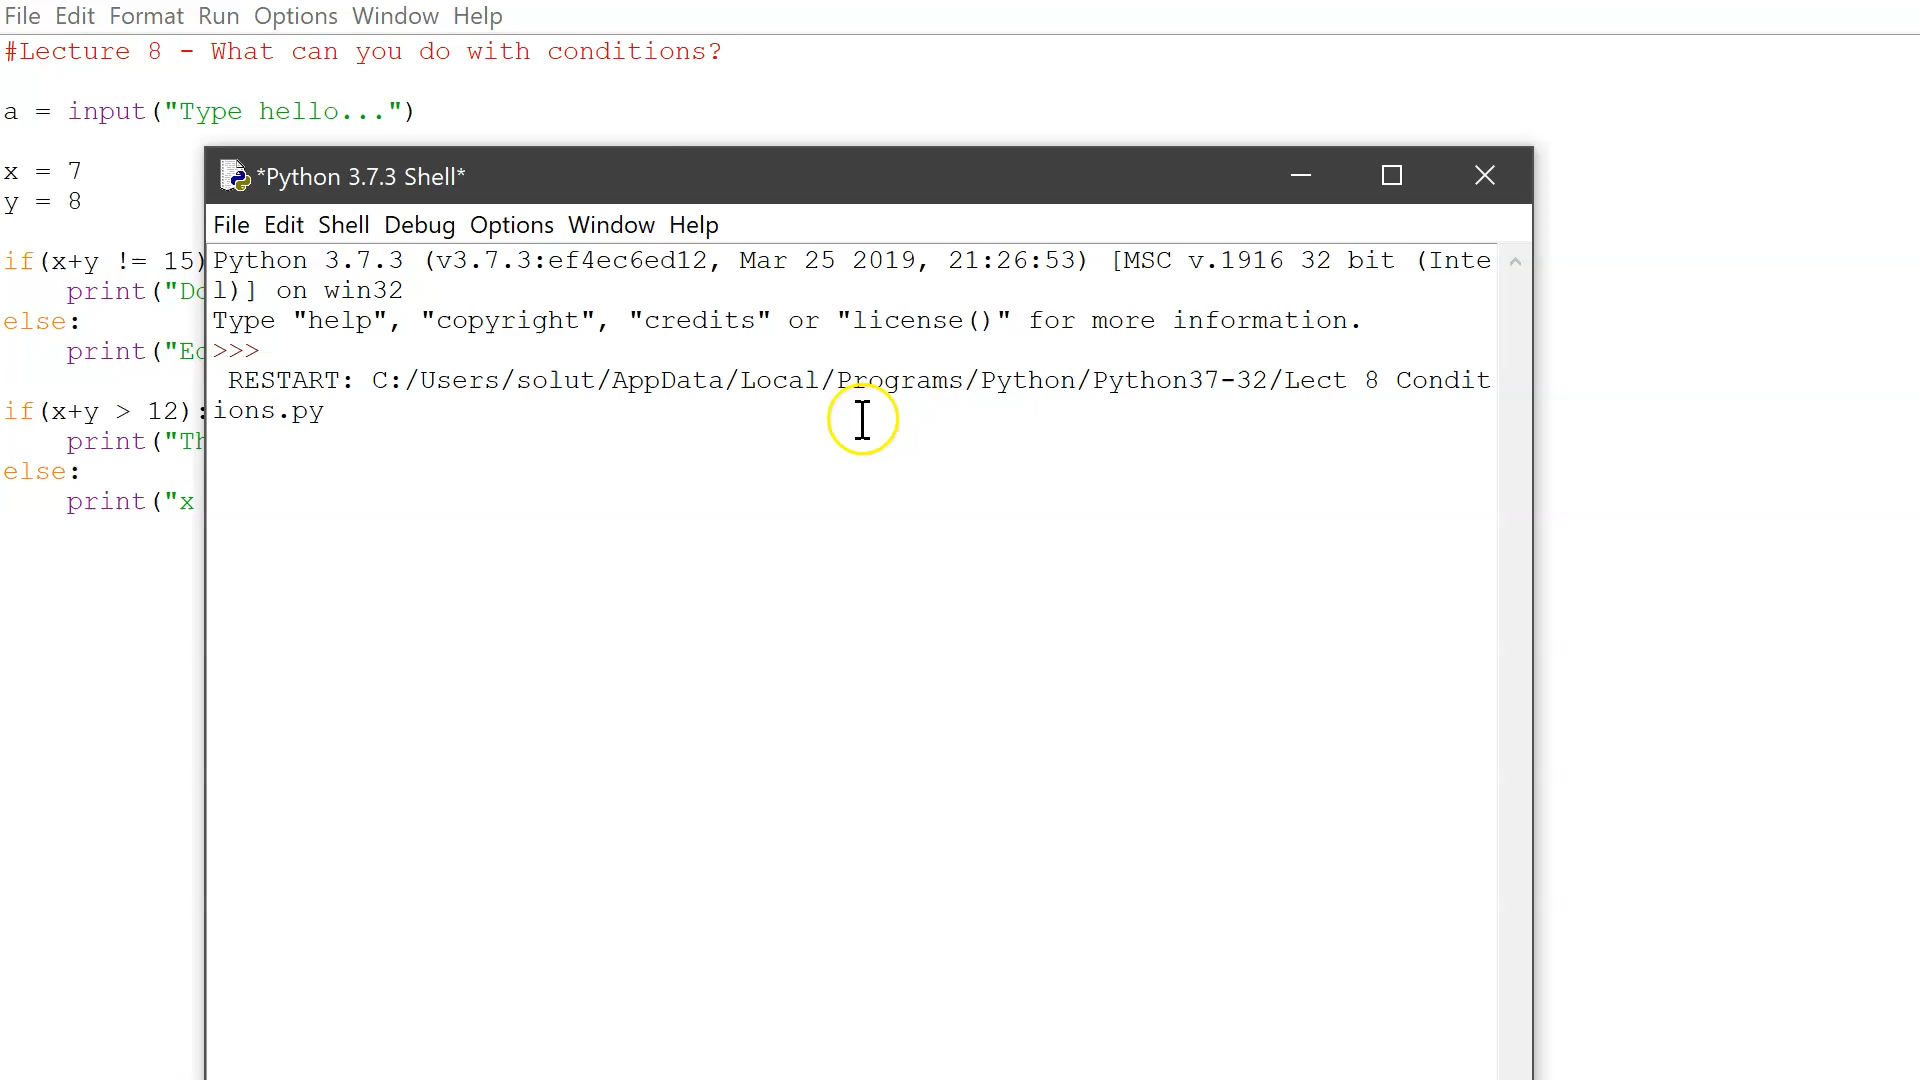 File Edit Format Run Options Window Help
#Lecture 8 - What can you do with conditions?
a = input("Type hello...")
x = 7
y = 8
if(x+y != 15)
print("Do
else:
print("Eq
if(x+y > 12):
print("Th
else:
print("x
*Python 3.7.3 Shell*
File Edit Shell Debug Options Window Help
Python 3.7.3 (v3.7.3:ef4ec6ed12, Mar 25 2019, 21:26:53) [MSC v.1916 32 bit (Inte
l)] on win32
Type "help", "copyright", "credits" or "license()" for more information.
>>>
RESTART: C:/Users/solut/AppData/Local/Programs/Python/Python37-32/Lect 8 Condit
ions.py